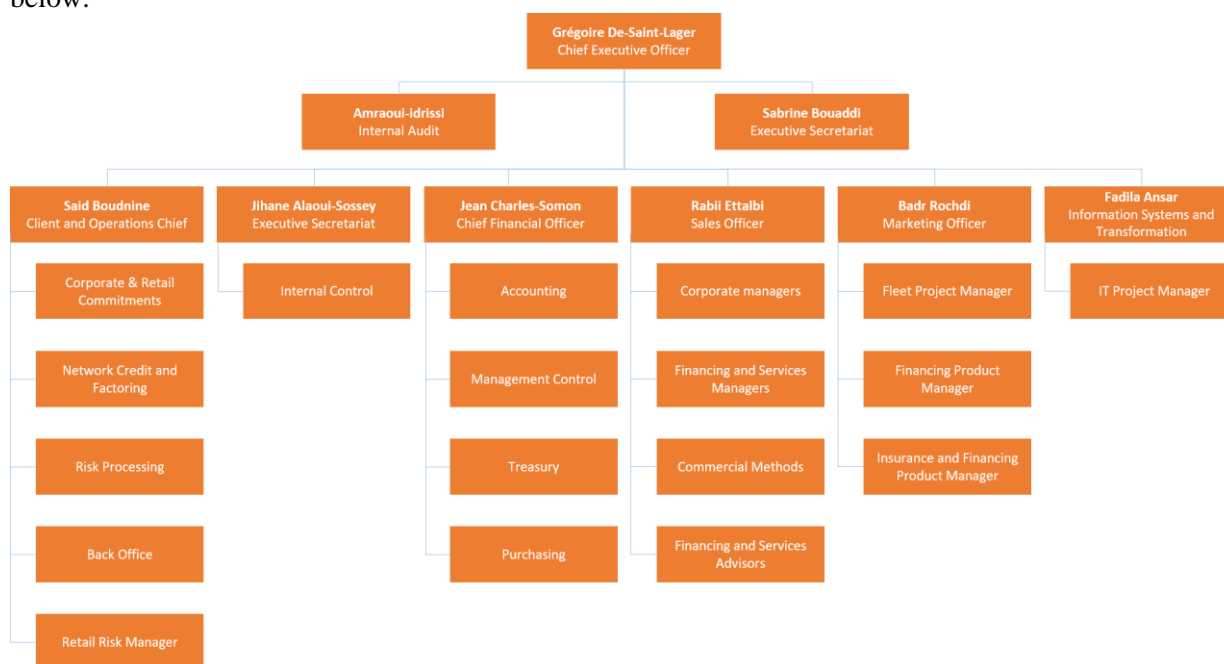 below:
Grégoire De-Saint-Lager
Chief Executive Officer
Amraoui-idrissi
Internal Audit
Sabrine Bouaddi
Executive Secretariat
Said Boudnine
Client and Operations Chief
Jihane Alaoui-Sossey
Executive Secretariat
Jean Charles-Somon
Chief Financial Officer
Rabii Ettalbi
Sales Officer
Badr Rochdi
Marketing Officer
Fadila Ansar
Information Systems and
Transformation
Corporate & Retail
Commitments
Internal Control
Accounting
Corporate managers
Fleet Project Manager
IT Project Manager
Network Credit and
Factoring
Management Control
Financing and Services
Managers
Financing Product
Manager
Risk Processing
Treasury
Commercial Methods
Insurance and Financing
Product Manager
Back Office
Purchasing
Financing and Services
Advisors
Retail Risk Manager